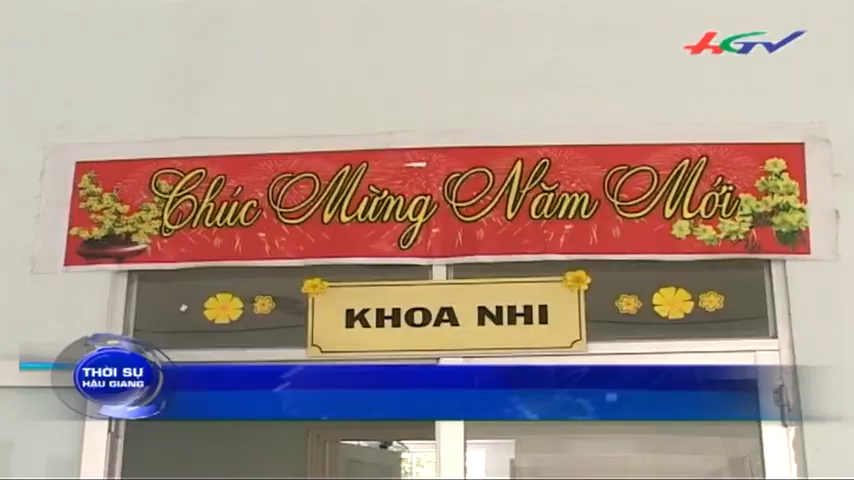 HGTV
Chúc Mừng Năm Mới
KHOA NHI
THỜI SỰ
HẬU GIANG